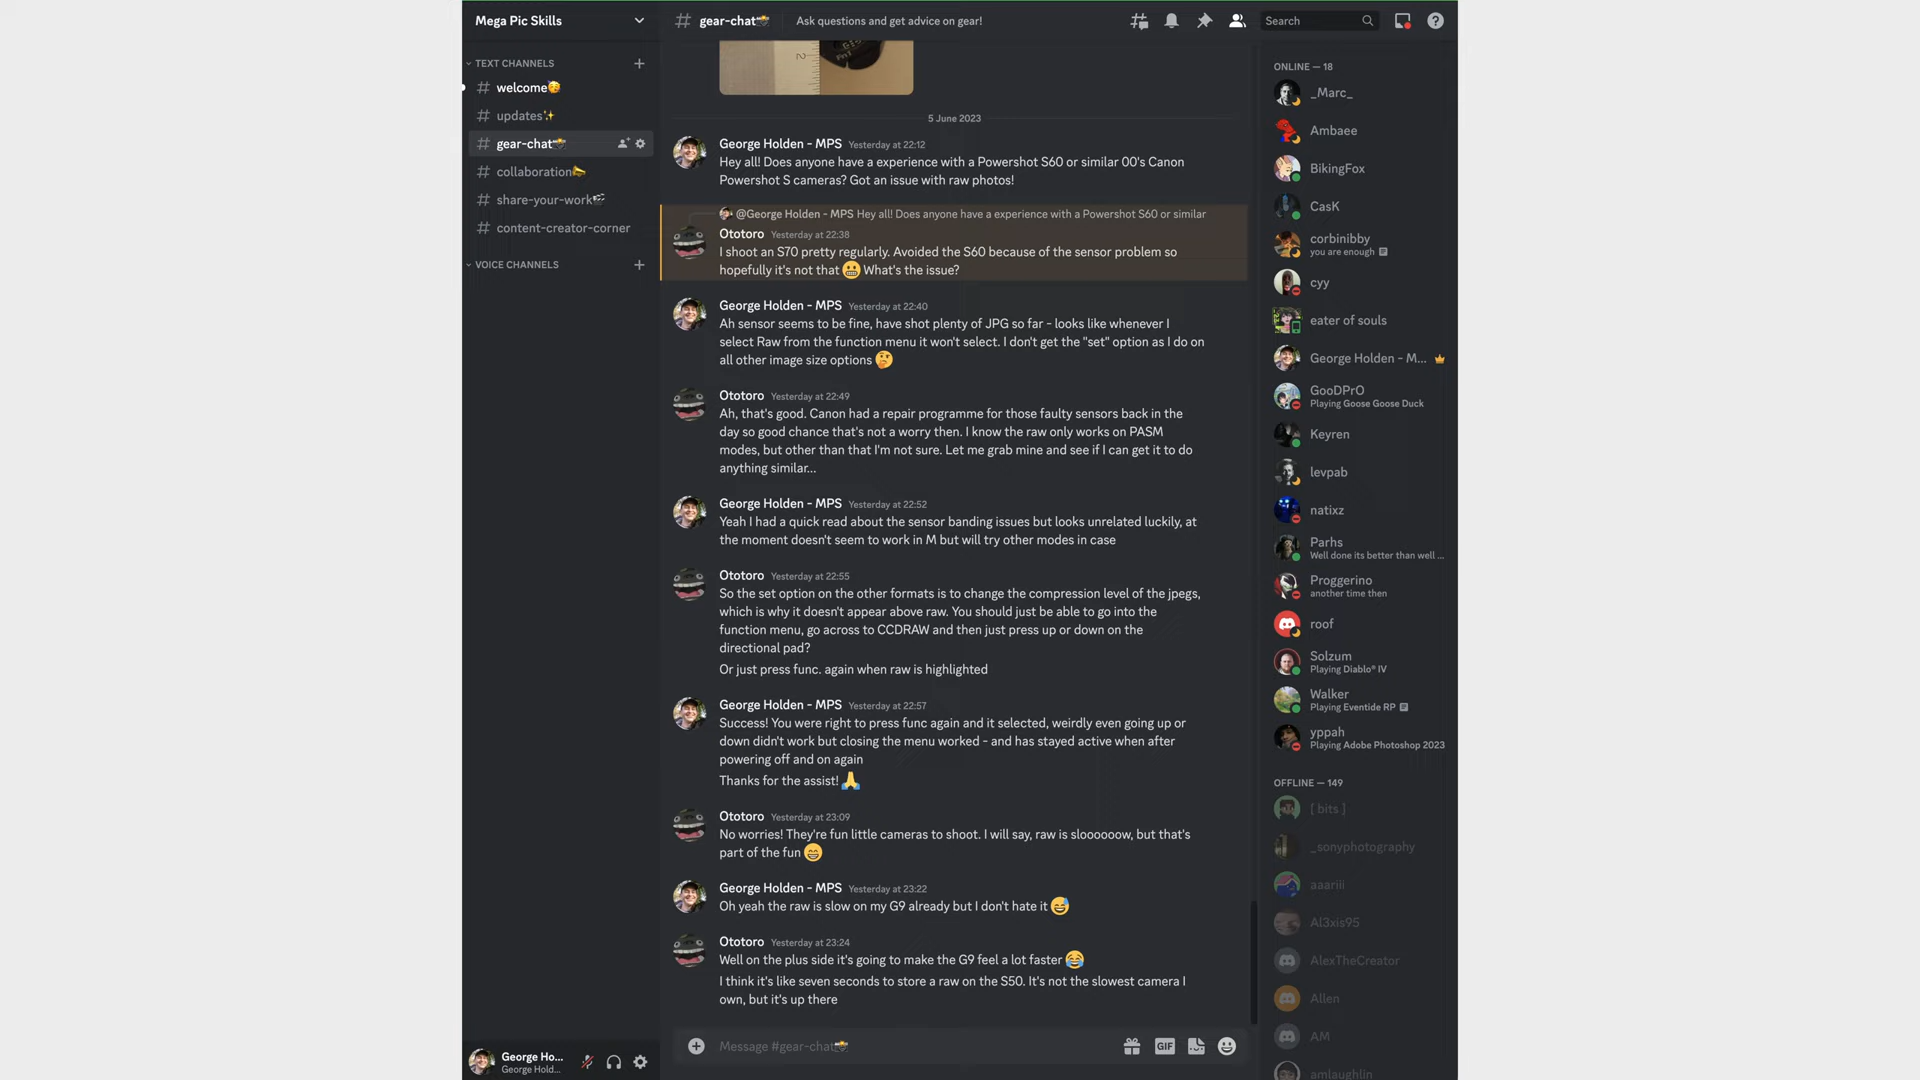 Mega Pic Skills
TEXT CHANNELS
welcome🥳
updates✨
gear-chat📸
collaboration📣
share-your-work🎬
content-creator-corner
VOICE CHANNELS
George Ho...
George Hold...
gear-chat📸
Ask questions and get advice on gear!
Search
5 June 2023
George Holden - MPS Yesterday at 22:12
Hey all! Does anyone have a experience with a Powershot S60 or similar 00's Canon
Powershot S cameras? Got an issue with raw photos!
@George Holden - MPS Hey all! Does anyone have a experience with a Powershot S60 or similar
Ototoro Yesterday at 22:38
I shoot an S70 pretty regularly. Avoided the S60 because of the sensor problem so
hopefully it's not that 😬 What's the issue?
George Holden - MPS Yesterday at 22:40
Ah sensor seems to be fine, have shot plenty of JPG so far - looks like whenever I
select Raw from the function menu it won't select. I don't get the "set" option as I do on
all other image size options 🤔
Ototoro Yesterday at 22:49
Ah, that's good. Canon had a repair programme for those faulty sensors back in the
day so good chance that's not a worry then. I know the raw only works on PASM
modes, but other than that I'm not sure. Let me grab mine and see if I can get it to do
anything similar...
George Holden - MPS Yesterday at 22:52
Yeah I had a quick read about the sensor banding issues but looks unrelated luckily, at
the moment doesn't seem to work in M but will try other modes in case
Ototoro Yesterday at 22:55
So the set option on the other formats is to change the compression level of the jpegs,
which is why it doesn't appear above raw. You should just be able to go into the
function menu, go across to CCDRAW and then just press up or down on the
directional pad?
Or just press func. again when raw is highlighted
George Holden - MPS Yesterday at 22:57
Success! You were right to press func again and it selected, weirdly even going up or
down didn't work but closing the menu worked - and has stayed active when after
powering off and on again
Thanks for the assist! 🙏
Ototoro Yesterday at 23:09
No worries! They're fun little cameras to shoot. I will say, raw is sloooooow, but that's
part of the fun 😁
George Holden - MPS Yesterday at 23:22
Oh yeah the raw is slow on my G9 already but I don't hate it 😅
Ototoro Yesterday at 23:24
Well on the plus side it's going to make the G9 feel a lot faster 😂
I think it's like seven seconds to store a raw on the S50. It's not the slowest camera I
own, but it's up there
Message #gear-chat📸
GIF
ONLINE — 18
_Marc_
Ambaee
BikingFox
CasK
corbinibby
you are enough
cyy
eater of souls
George Holden - M...
GooDPrO
Playing Goose Goose Duck
Keyren
levpab
natixz
Parhs
Well done its better than well ...
Proggerino
another time then
roof
Solzum
Playing Diablo® IV
Walker
Playing Eventide RP
yppah
Playing Adobe Photoshop 2023
OFFLINE — 149
[ bits ]
_sonyphotography
aaariii
Al3xis95
AlexTheCreator
Allen
AM
amlaughlin